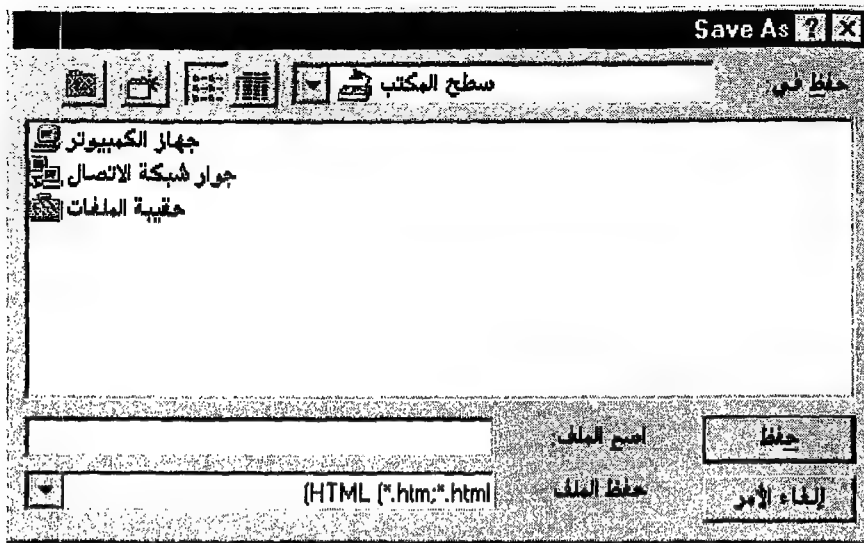 Save As
حفظ في: سطح المكتب
جهاز الكمبيوتر
جوار شبكة الاتصال
حقيبة الملفات
اسم الملف:
حفظ
حفظ الملف
(HTML (*.htm;*.html
إلغاء الأمر